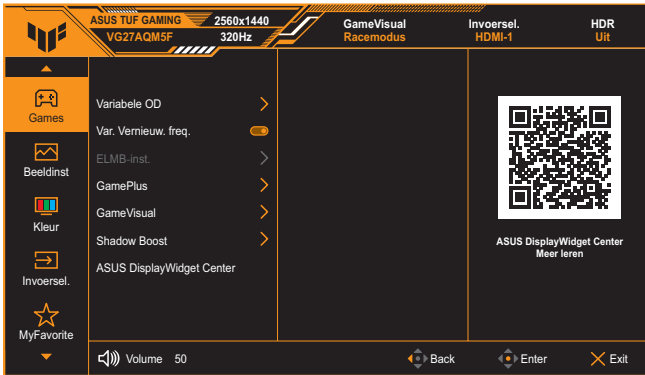 ASUS TUF GAMING 2560x1440
VG27AQM5F 320Hz
GameVisual
Racemodus
Invoersel.
HDMI-1
HDR
Uit
Games
Beeldinst
Kleur
Invoersel.
MyFavorite
Variabele OD
Var. Vernieuw. freq.
ELMB-inst.
GamePlus
GameVisual
Shadow Boost
ASUS DisplayWidget Center
ASUS DisplayWidget Center
Meer leren
Volume 50
Back
Enter
Exit